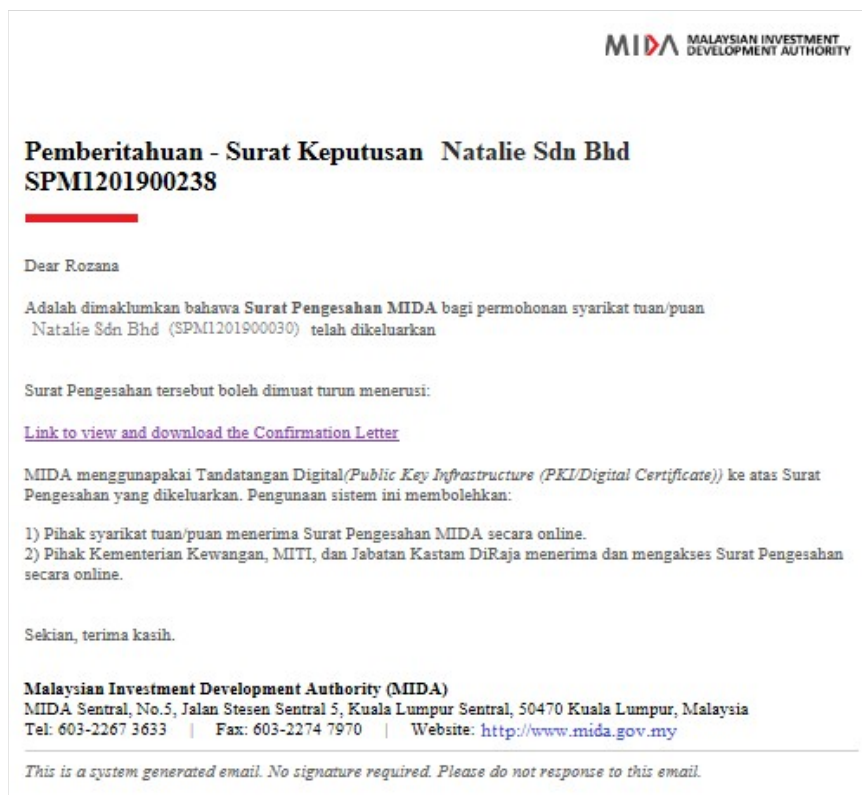 MIDA MALAYSIAN INVESTMENT
DEVELOPMENT AUTHORITY
Pemberitahuan - Surat Keputusan Natalie Sdn Bhd
SPM1201900238
Dear Rozana
Adalah dimaklumkan bahawa Surat Pengesahan MIDA bagi permohonan syarikat tuan/puan
Natalie Sdn Bhd (SPM1201900030) telah dikeluarkan
Surat Pengesahan tersebut boleh dimuat turun menerusi:
Link to view and download the Confirmation Letter
MIDA menggunapakai Tandatangan Digital(Public Key Infrastructure (PKI/Digital Certificate)) ke atas Surat
Pengesahan yang dikeluarkan. Pengunaan sistem ini membolehkan:
1) Pihak syarikat tuan/puan menerima Surat Pengesahan MIDA secara online.
2) Pihak Kementerian Kewangan, MITI, dan Jabatan Kastam DiRaja menerima dan mengakses Surat Pengesahan
secara online.
Sekian, terima kasih.
Malaysian Investment Development Authority (MIDA)
MIDA Sentral, No.5, Jalan Stesen Sentral 5, Kuala Lumpur Sentral, 50470 Kuala Lumpur, Malaysia
Tel: 603-2267 3633 | Fax: 603-2274 7970 | Website: http://www.mida.gov.my
This is a system generated email. No signature required. Please do not response to this email.